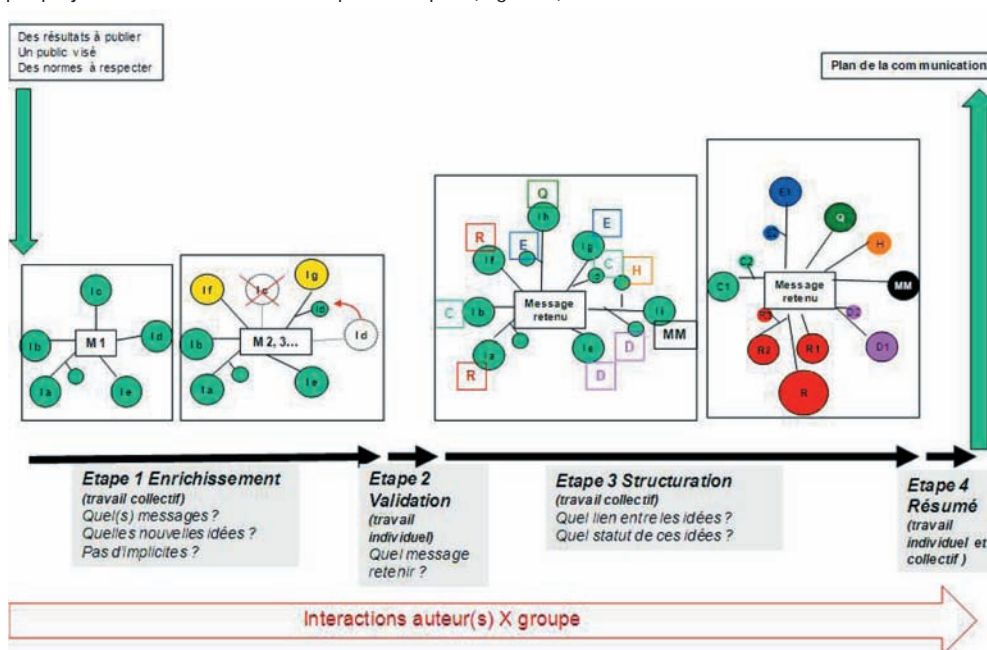 Des résultats à publier
Un public visé
Des normes à respecter
Plan de la communication
Ic
Ib
M 1
Id
Ia
Ie
If
Ic
Ig
Id
Ib
M 2, 3...
Id
Ia
Ie
Q
Ih
E
R
E
Ig
If
C
H
Message
retenu
C
Ib
Ii
MM
Ia
Ie
D
R
D
E1
Q
H
C2
C1
Message
retenu
MM
R2
R1
D1
R
Etape 1 Enrichissement
(travail collectif)
Quel(s) messages ?
Quelles nouvelles idées ?
Pas d'implicites ?
Etape 2
Validation
(travail
individuel)
Quel message
retenir ?
Etape 3 Structuration
(travail collectif)
Quel lien entre les idées ?
Quel statut de ces idées ?
Etape 4
Résumé
(travail
individuel et
collectif )
Interactions auteur(s) X groupe